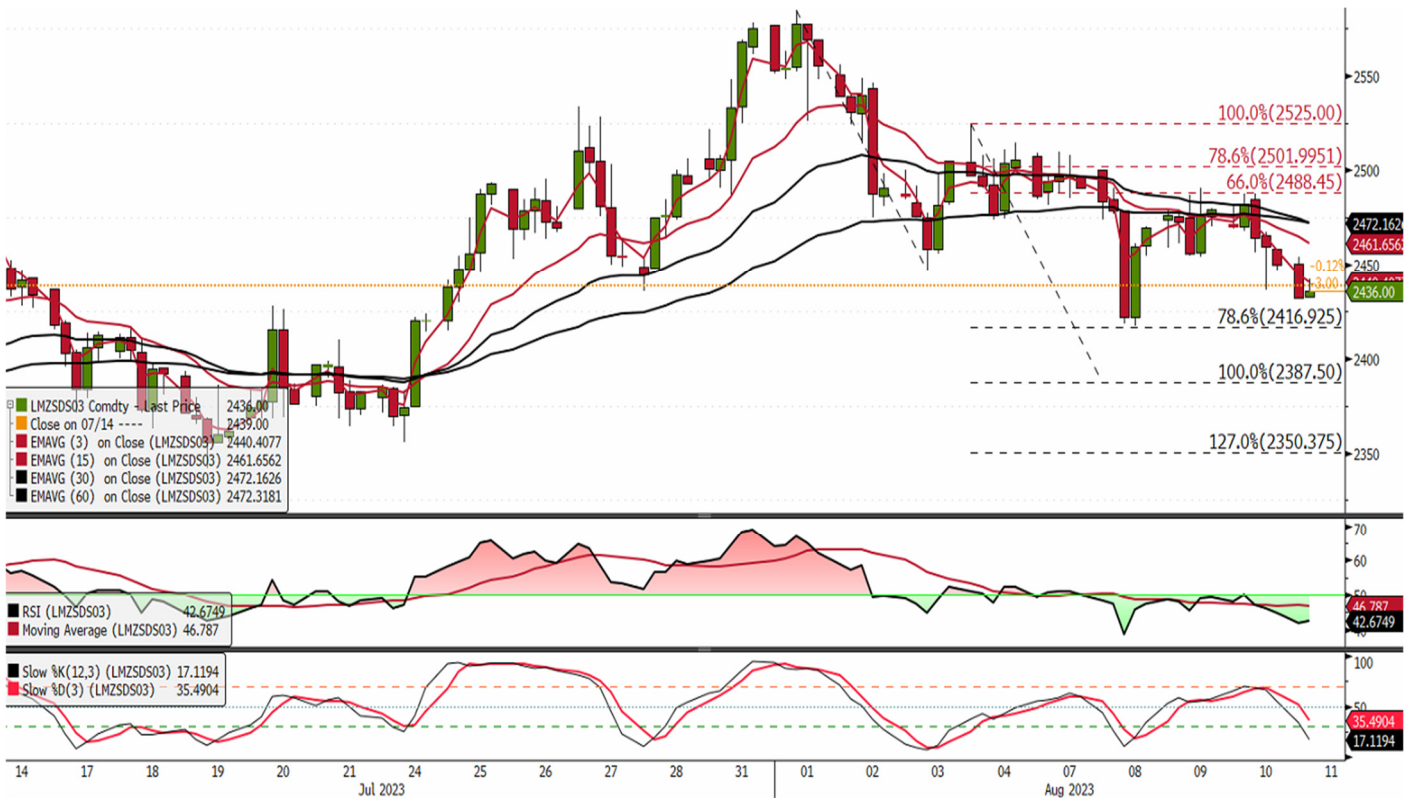 2550
100.0%(2525.00)
78.6%(2501.9951)
2500
66.0%(2488.45)
2472.162
2461.656
2450
-0.12%
-3.00
2436.00
78.6%(2416.925)
2400
100.0%(2387.50)
127.0%(2350.375)
2350
LMZSDS03 Comdty - Last Price 2436.00
Close on 07/14 ---- 2439.00
EMAVG (3) on Close (LMZSDS03) 2440.4077
EMAVG (15) on Close (LMZSDS03) 2461.6562
EMAVG (30) on Close (LMZSDS03) 2472.1626
EMAVG (60) on Close (LMZSDS03) 2472.3181
70
60
50
46.787
42.6749
40
RSI (LMZSDS03) 42.6749
Moving Average (LMZSDS03) 46.787
Slow %K(12,3) (LMZSDS03) 17.1194
Slow %D(3) (LMZSDS03) 35.4904
100
50
35.4904
17.1194
0
14 17 18 19 20 21 24 25 26 27 28 31 01 02 03 04 07 08 09 10 11
Jul 2023 Aug 2023